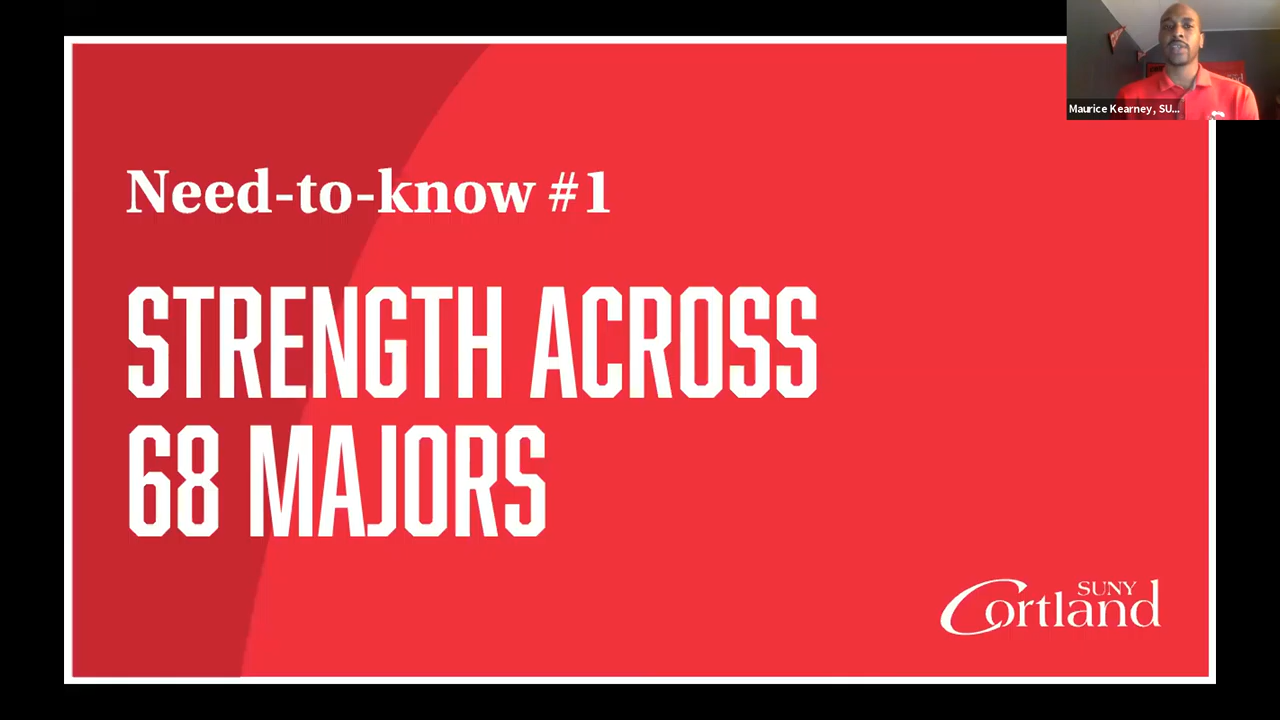 Maurice Kearney, SU...
Need-to-know #1
STRENGTH ACROSS
68 MAJORS
SUNY
Cortland